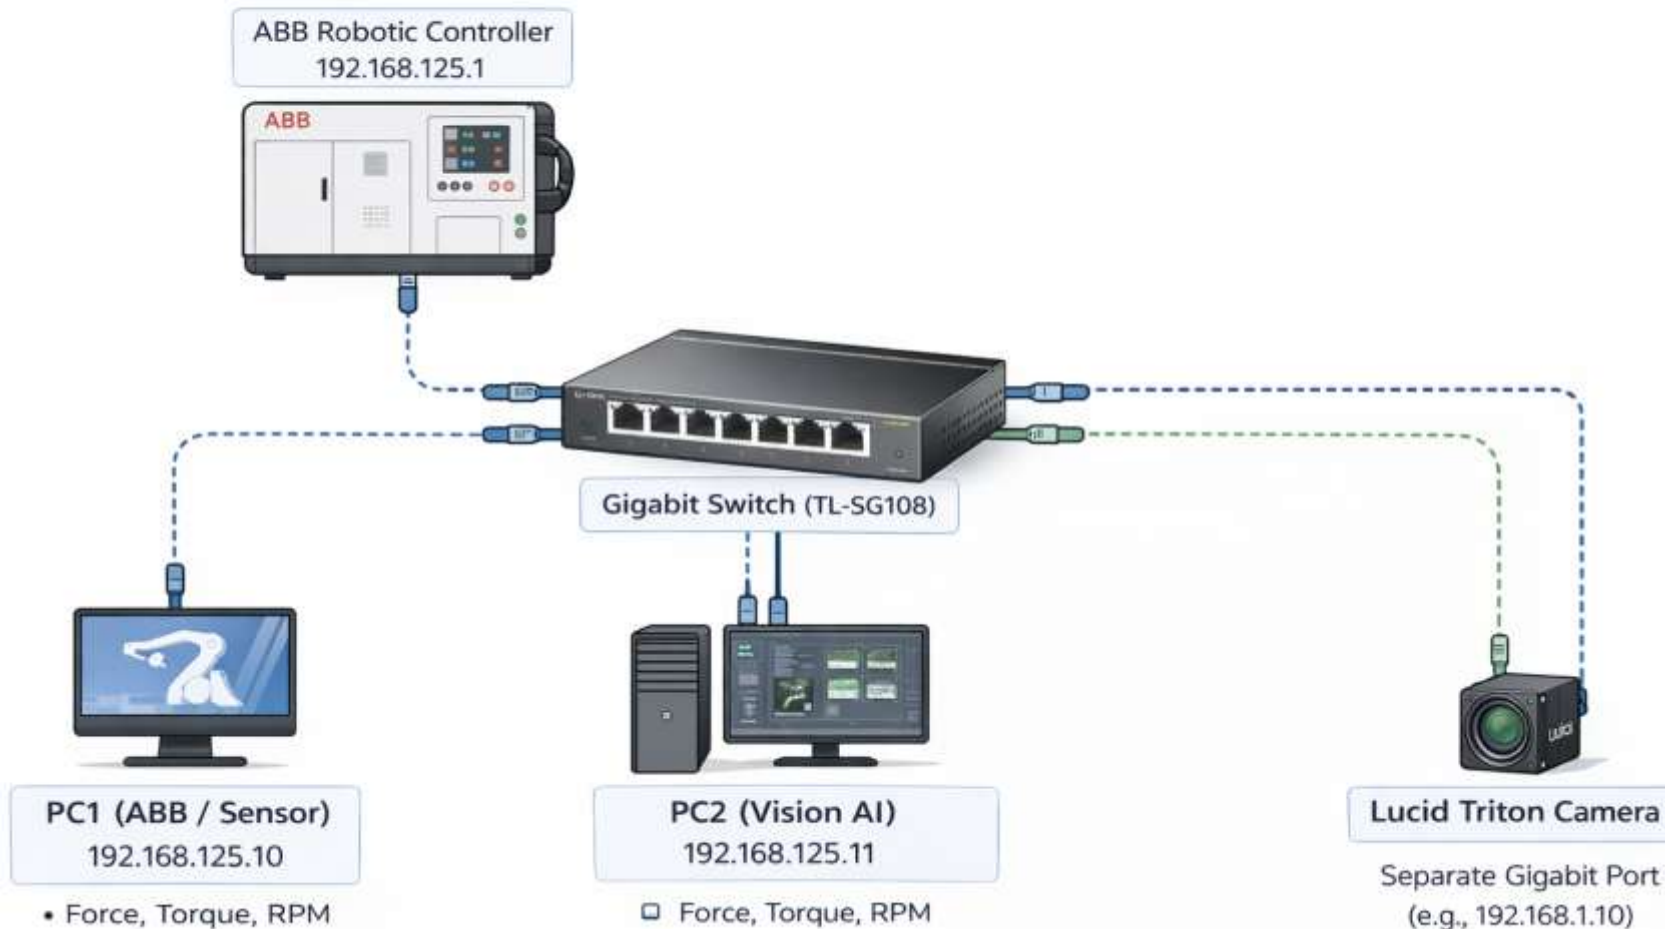 ABB Robotic Controller
192.168.125.1
ABB
Gigabit Switch (TL-SG108)
PC1 (ABB / Sensor)
192.168.125.10
• Force, Torque, RPM
PC2 (Vision AI)
192.168.125.11
Force, Torque, RPM
Lucid Triton Camera
Separate Gigabit Port
(e.g., 192.168.1.10)